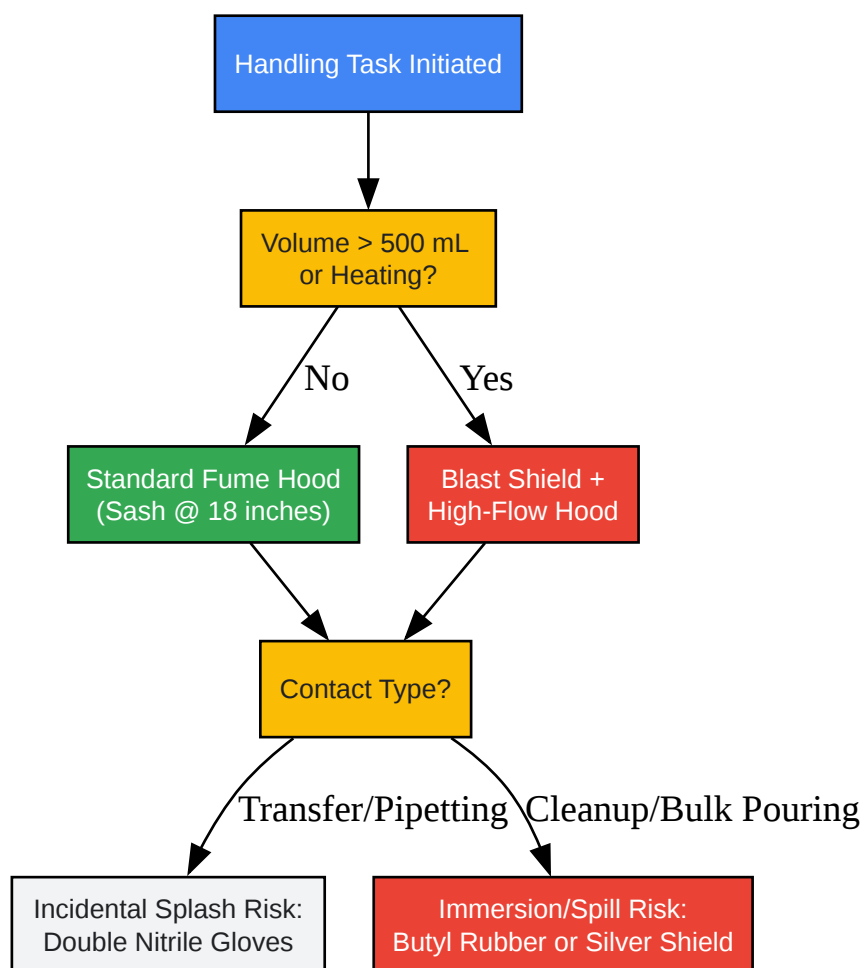 Handling Task Initiated
Volume > 500 mL
or Heating?
No
Yes
Standard Fume Hood
(Sash @ 18 inches)
Blast Shield +
High-Flow Hood
Contact Type?
Transfer/Pipetting
Cleanup/Bulk Pouring
Incidental Splash Risk:
Double Nitrile Gloves
Immersion/Spill Risk:
Butyl Rubber or Silver Shield